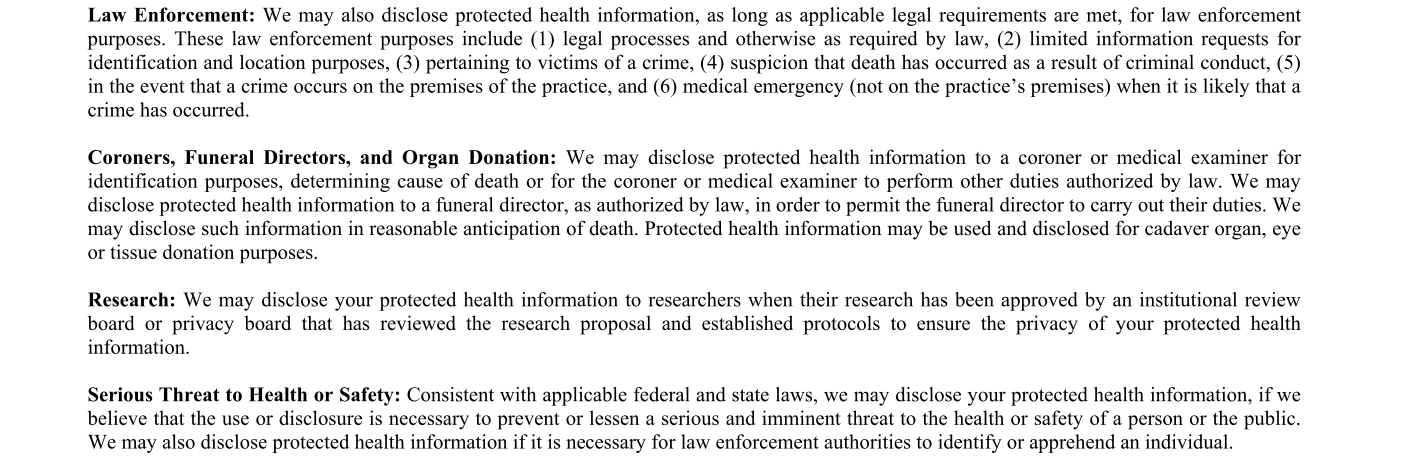 Law Enforcement: We may also disclose protected health information, as long as applicable legal requirements are met, for law enforcement
purposes. These law enforcement purposes include (1) legal processes and otherwise as required by law, (2) limited information requests for
identification and location purposes, (3) pertaining to victims of a crime, (4) suspicion that death has occurred as a result of criminal conduct, (5)
in the event that a crime occurs on the premises of the practice, and (6) medical emergency (not on the practice’s premises) when it is likely that a
crime has occurred.
Coroners, Funeral Directors, and Organ Donation: We may disclose protected health information to a coroner or medical examiner for
identification purposes, determining cause of death or for the coroner or medical examiner to perform other duties authorized by law. We may
disclose protected health information to a funeral director, as authorized by law, in order to permit the funeral director to carry out their duties. We
may disclose such information in reasonable anticipation of death. Protected health information may be used and disclosed for cadaver organ, eye
or tissue donation purposes.
Research: We may disclose your protected health information to researchers when their research has been approved by an institutional review
board or privacy board that has reviewed the research proposal and established protocols to ensure the privacy of your protected health
information.
Serious Threat to Health or Safety: Consistent with applicable federal and state laws, we may disclose your protected health information, if we
believe that the use or disclosure is necessary to prevent or lessen a serious and imminent threat to the health or safety of a person or the public.
We may also disclose protected health information if it is necessary for law enforcement authorities to identify or apprehend an individual.